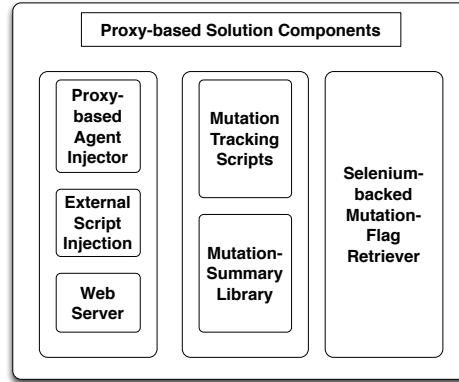 Proxy-based Solution Components
Proxy-
based
Agent
Injector
External
Script
Injection
Web
Server
Mutation
Tracking
Scripts
Mutation-
Summary
Library
Selenium-
backed
Mutation-
Flag
Retriever